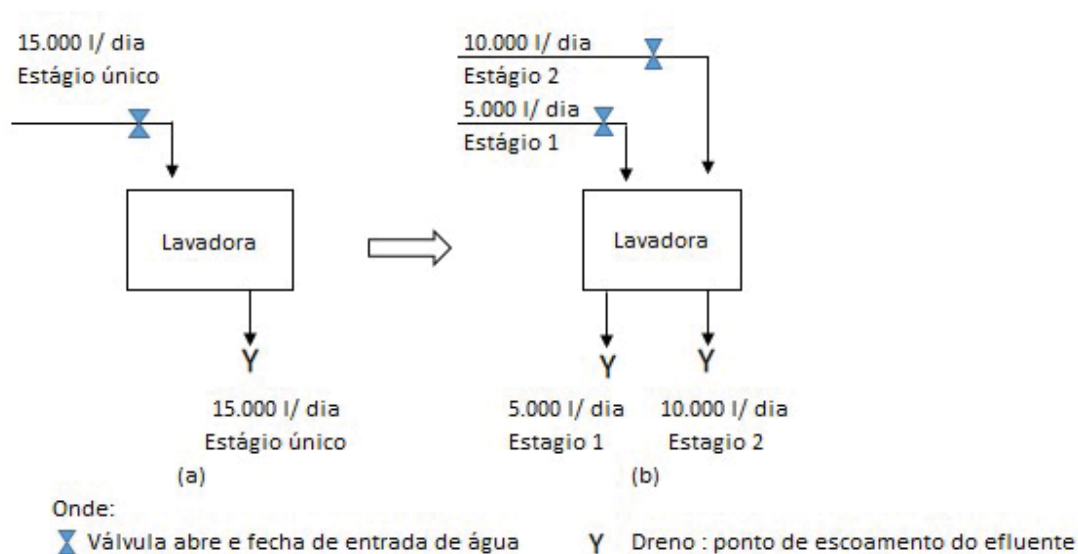 15.000 l/ dia
Estágio único
Lavadora
Y
15.000 l/ dia
Estágio único
(a)
10.000 l/ dia
Estágio 2
5.000 l/ dia
Estágio 1
Lavadora
Y Y
5.000 l/ dia 10.000 l/ dia
Estagio 1 Estagio 2
(b)
Onde:
Válvula abre e fecha de entrada de água Y Dreno : ponto de escoamento do efluente